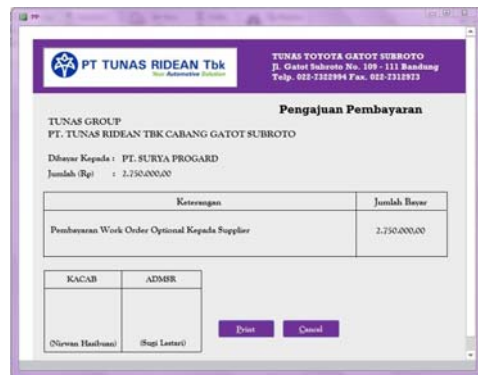 PP
PT TUNAS RIDEAN Tbk
Your Automotive Solution
TUNAS TOYOTA GATOT SUBROTO
Jl. Gatot Subroto No. 109 - 111 Bandung
Telp. 022-7322994 Fax. 022-7312973
Pengajuan Pembayaran
TUNAS GROUP
PT. TUNAS RIDEAN TBK CABANG GATOT SUBROTO
Dibayar Kepada : PT. SURYA PROGARD
Jumlah (Rp) : 2.750.000,00
Keterangan Jumlah Bayar
Pembayaran Work Order Optional Kepada Supplier 2.750.000,00
KACAB ADMSR
(Nirwan Hasibuan) (Sugi Lestari)
Print Cancel